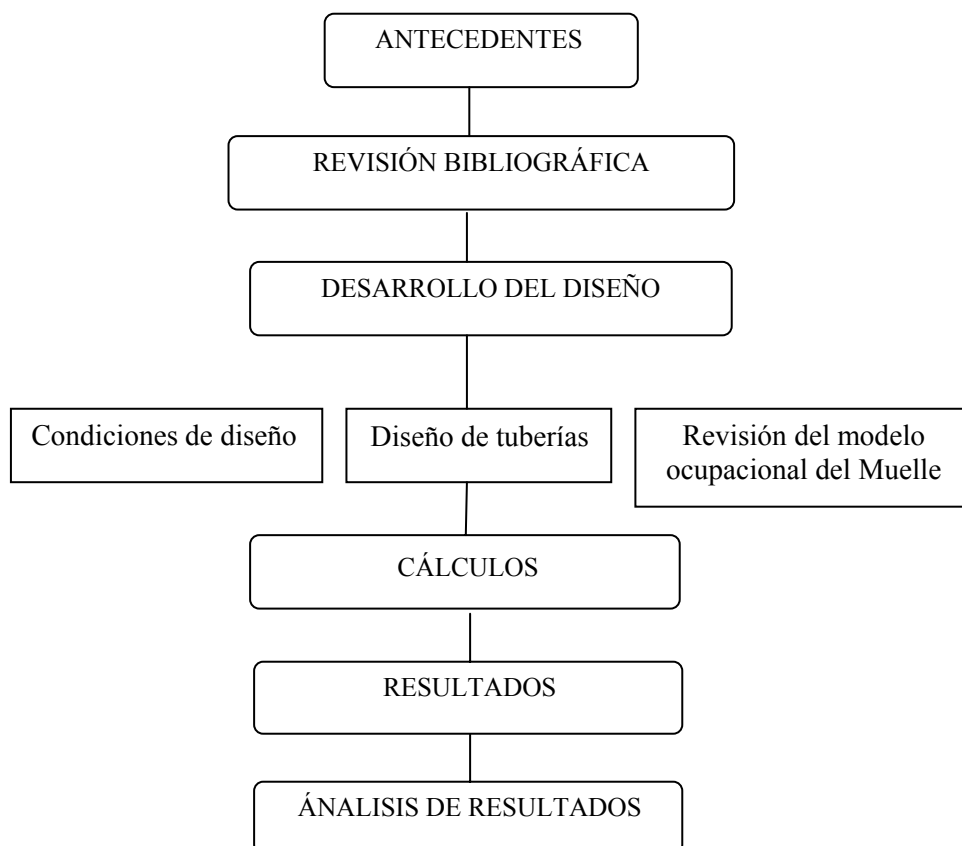 ANTECEDENTES
REVISIÓN BIBLIOGRÁFICA
DESARROLLO DEL DISEÑO
Condiciones de diseño
Diseño de tuberías
Revisión del modelo
ocupacional del Muelle
CÁLCULOS
RESULTADOS
ÁNALISIS DE RESULTADOS